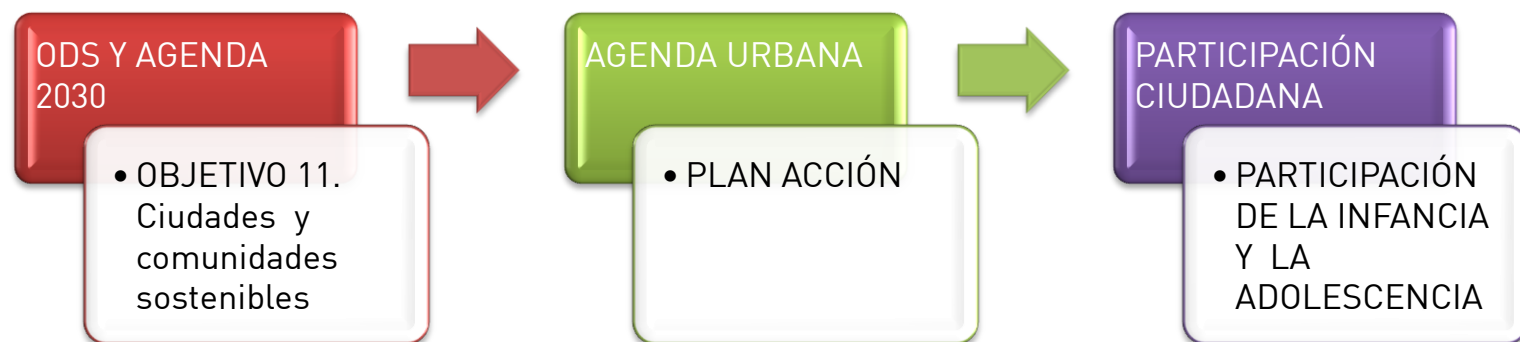 ODS Y AGENDA
2030
• OBJETIVO 11.
Ciudades y
comunidades
sostenibles
AGENDA URBANA
• PLAN ACCIÓN
PARTICIPACIÓN
CIUDADANA
• PARTICIPACIÓN
DE LA INFANCIA
Y LA
ADOLESCENCIA